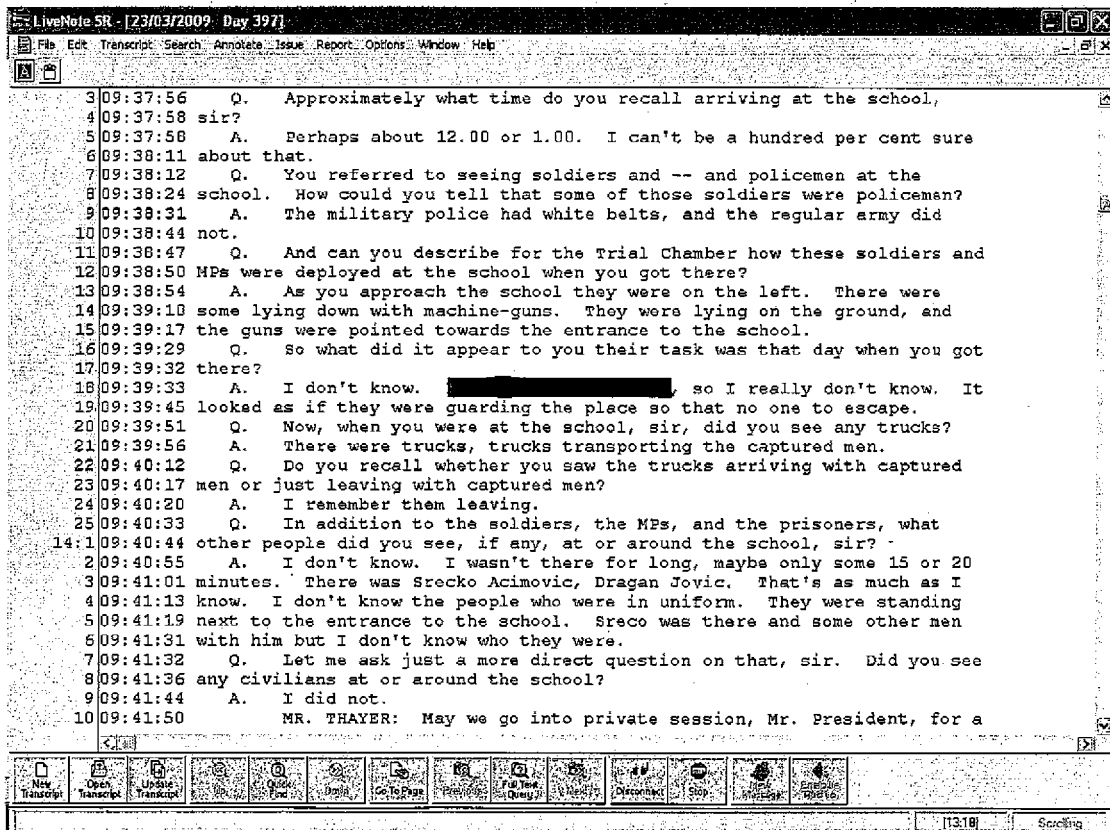 LiveNote SR - [23/03/2009 Day 397]
File Edit Transcript Search Annotate Issue Report Options Window Help
3 09:37:56 Q. Approximately what time do you recall arriving at the school,
4 09:37:58 sir?
5 09:37:58 A. Perhaps about 12.00 or 1.00. I can't be a hundred per cent sure
6 09:38:11 about that.
7 09:38:12 Q. You referred to seeing soldiers and -- and policemen at the
8 09:38:24 school. How could you tell that some of those soldiers were policemen?
9 09:38:31 A. The military police had white belts, and the regular army did
10 09:38:44 not.
11 09:38:47 Q. And can you describe for the Trial Chamber how these soldiers and
12 09:38:50 MPs were deployed at the school when you got there?
13 09:38:54 A. As you approach the school they were on the left. There were
14 09:39:10 some lying down with machine-guns. They were lying on the ground, and
15 09:39:17 the guns were pointed towards the entrance to the school.
16 09:39:29 Q. So what did it appear to you their task was that day when you got
17 09:39:32 there?
18 09:39:33 A. I don't know. , so I really don't know. It
19 09:39:45 looked as if they were guarding the place so that no one to escape.
20 09:39:51 Q. Now, when you were at the school, sir, did you see any trucks?
21 09:39:56 A. There were trucks, trucks transporting the captured men.
22 09:40:12 Q. Do you recall whether you saw the trucks arriving with captured
23 09:40:17 men or just leaving with captured men?
24 09:40:20 A. I remember them leaving.
25 09:40:33 Q. In addition to the soldiers, the MPs, and the prisoners, what
14:1 09:40:44 other people did you see, if any, at or around the school, sir? -
2 09:40:55 A. I don't know. I wasn't there for long, maybe only some 15 or 20
3 09:41:01 minutes. There was Srecko Acimovic, Dragan Jovic. That's as much as I
4 09:41:13 know. I don't know the people who were in uniform. They were standing
5 09:41:19 next to the entrance to the school. Sreco was there and some other men
6 09:41:31 with him but I don't know who they were.
7 09:41:32 Q. Let me ask just a more direct question on that, sir. Did you see
8 09:41:36 any civilians at or around the school?
9 09:41:44 A. I did not.
10 09:41:50 MR. THAYER: May we go into private session, Mr. President, for a
New Transcript Open Transcript Update Transcript Quick Find Go To Page Full Text Query Disconnect Stop
[13:18] Scrolling